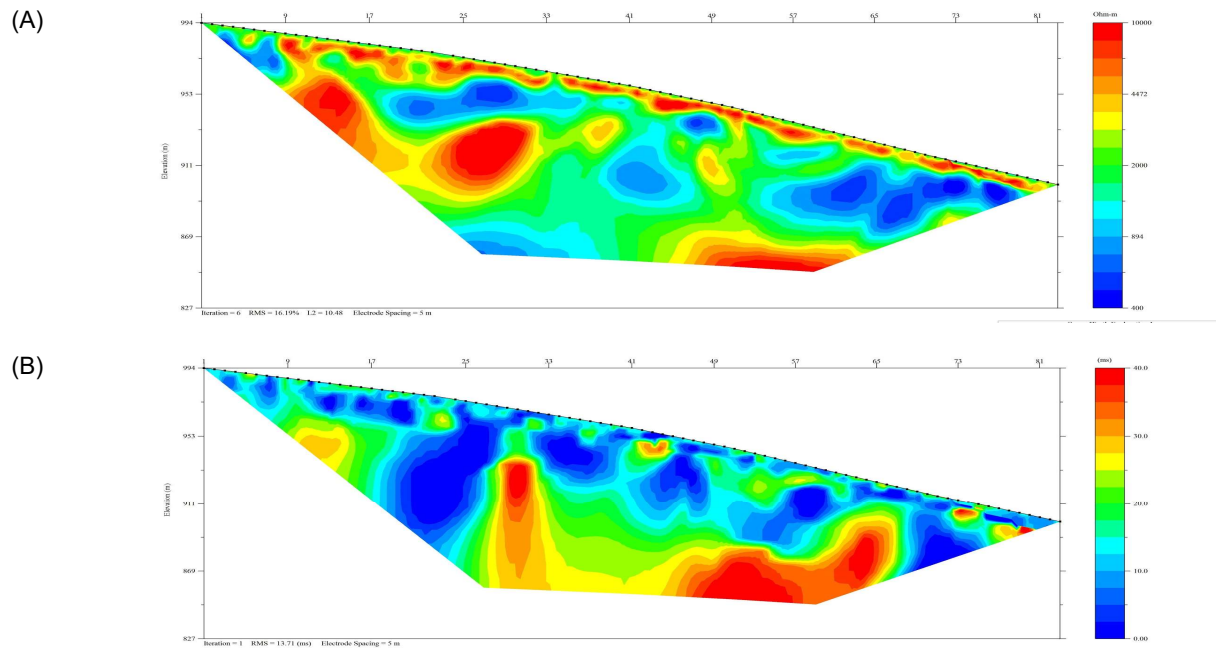 (A)
1 9 17 25 33 41 49 57 65 73 81
Ohm-m
994
953
911
869
827
Elevation (m)
10000
4472
2000
894
400
Iteration = 6 RMS = 16.19% L2 = 10.48 Electrode Spacing = 5 m
(B)
1 9 17 25 33 41 49 57 65 73 81
(ms)
994
953
911
869
827
Elevation (m)
40.0
30.0
20.0
10.0
0.00
Iteration = 1 RMS = 13.71 (ms) Electrode Spacing = 5 m